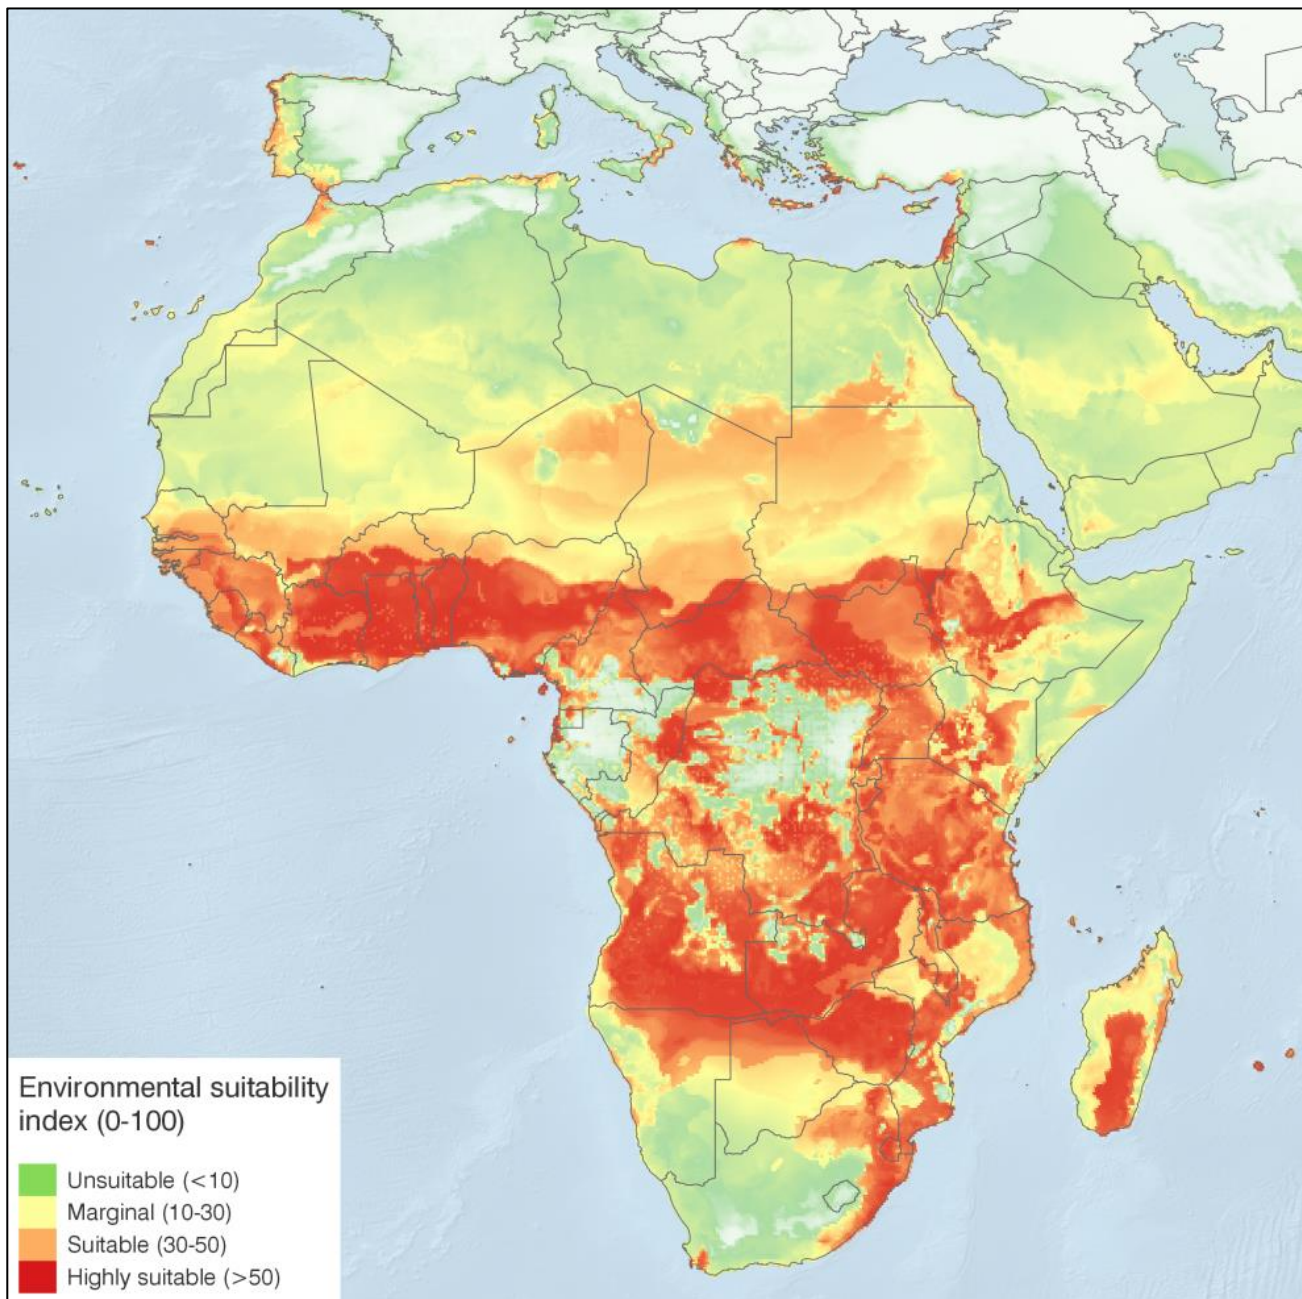 Environmental suitability
index (0-100)
Unsuitable (<10)
Marginal (10-30)
Suitable (30-50)
Highly suitable (>50)